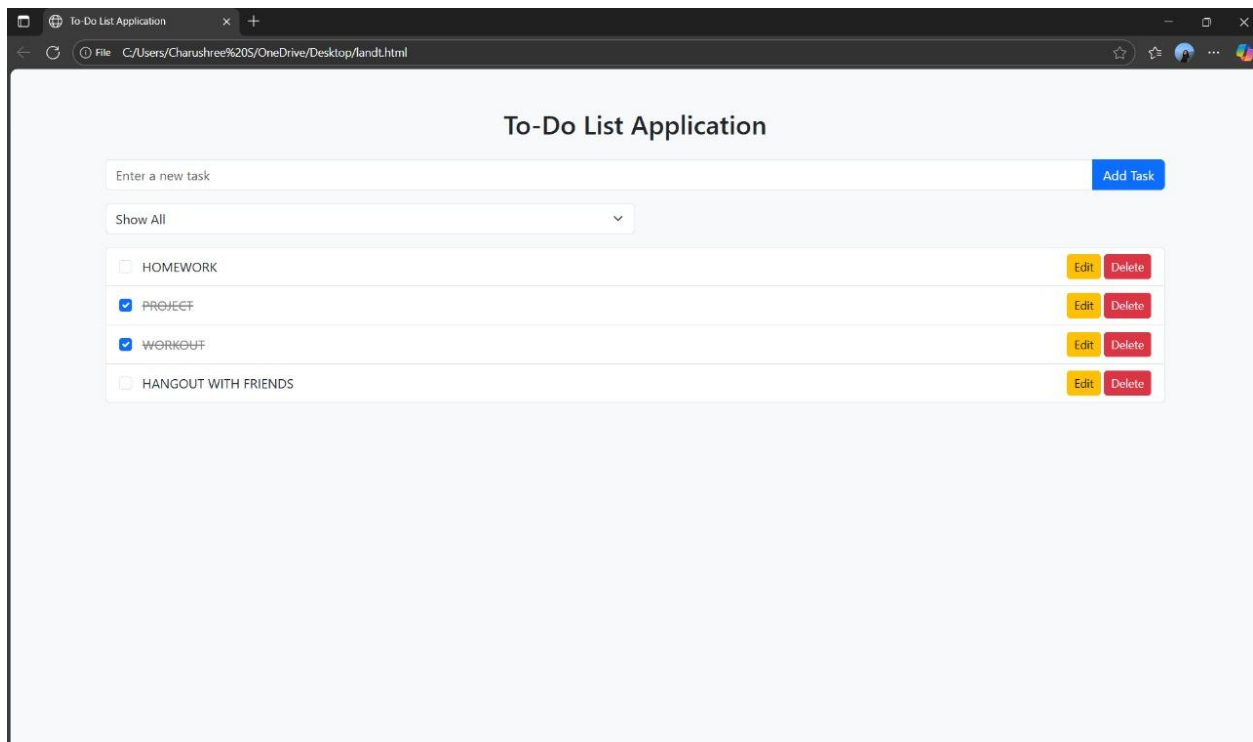 To-Do List Application
File C:/Users/Charushree%20S/OneDrive/Desktop/landt.html
To-Do List Application
Enter a new task Add Task
Show All
HOMEWORK Edit Delete
PROJECT Edit Delete
WORKOUT Edit Delete
HANGOUT WITH FRIENDS Edit Delete